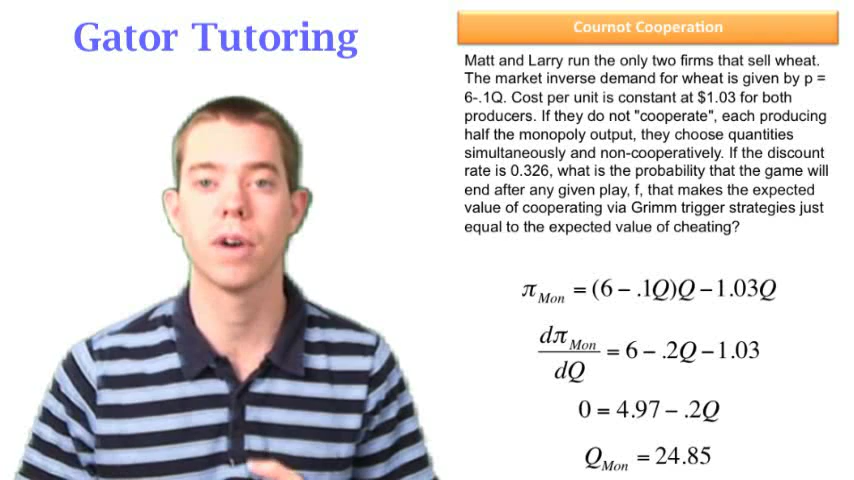 Gator Tutoring
Cournot Cooperation
Matt and Larry run the only two firms that sell wheat.
The market inverse demand for wheat is given by p =
6-.1Q. Cost per unit is constant at $1.03 for both
producers. If they do not "cooperate", each producing
half the monopoly output, they choose quantities
simultaneously and non-cooperatively. If the discount
rate is 0.326, what is the probability that the game will
end after any given play, f, that makes the expected
value of cooperating via Grimm trigger strategies just
equal to the expected value of cheating?
π_Mon = (6 − .1Q)Q − 1.03Q
dπ_Mon/dQ = 6 − .2Q − 1.03
0 = 4.97 − .2Q
Q_Mon = 24.85